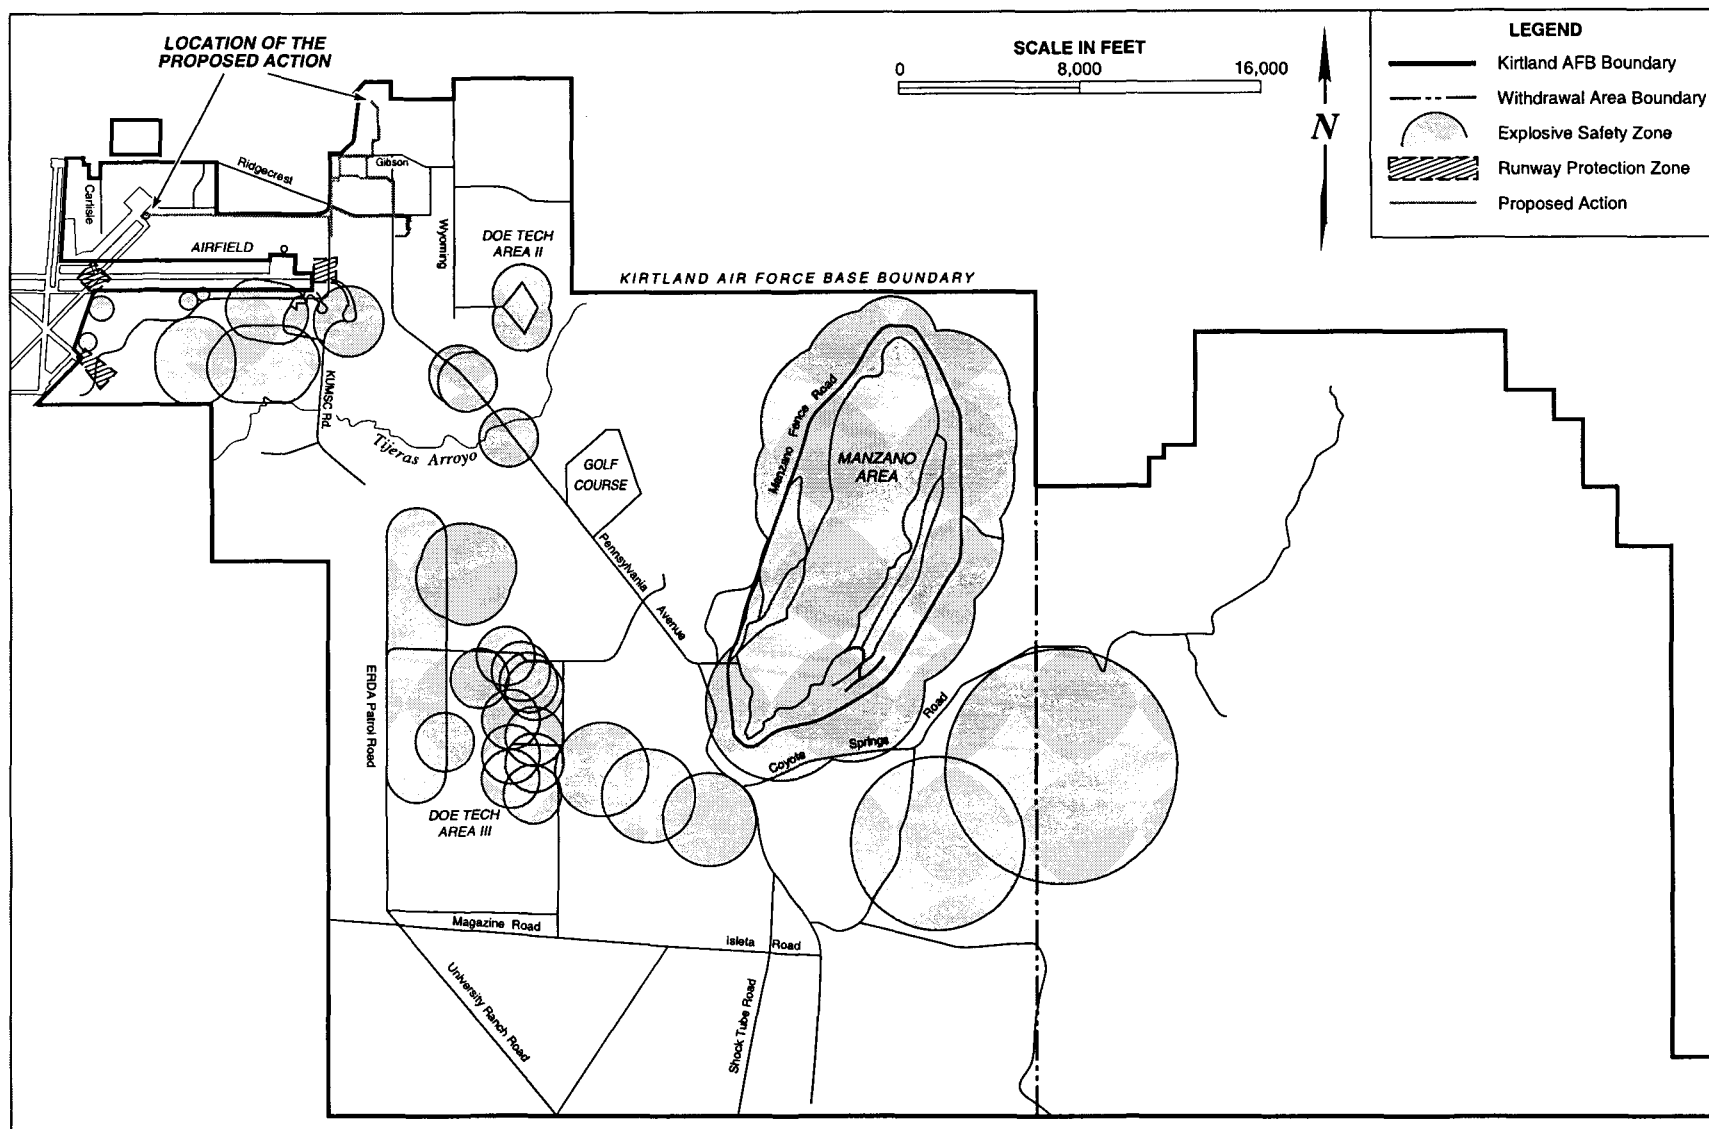 LOCATION OF THE
PROPOSED ACTION
SCALE IN FEET
0 8,000 16,000
N
LEGEND
Kirtland AFB Boundary
Withdrawal Area Boundary
Explosive Safety Zone
Runway Protection Zone
Proposed Action
Ridgecrest
Gibson
Carlisle
AIRFIELD
Wyoming
DOE TECH
AREA II
KIRTLAND AIR FORCE BASE BOUNDARY
KUMSC Rd.
Tijeras Arroyo
GOLF
COURSE
Manzano Fence Road
MANZANO
AREA
Pennsylvania Avenue
ERDA Patrol Road
Coyote Springs Road
DOE TECH
AREA III
Magazine Road
Isleta Road
University Ranch Road
Shock Tube Road